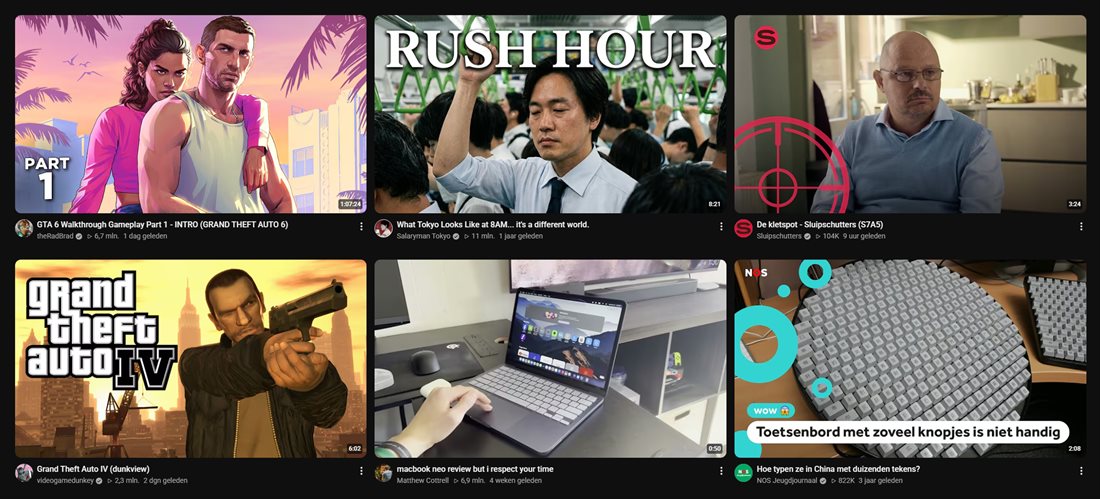 PART
1
1:07:24
GTA 6 Walkthrough Gameplay Part 1 - INTRO (GRAND THEFT AUTO 6)
theRadBrad 6,7 mln. 1 dag geleden
RUSH HOUR
8:21
What Tokyo Looks Like at 8AM... it's a different world.
Salaryman Tokyo 11 mln. 1 jaar geleden
S
3:24
S
De kletspot - Sluipschutters (S7A5)
Sluipschutters 104K 9 uur geleden
grand
theft
auto IV
6:02
Grand Theft Auto IV (dunkview)
videogamedunkey 2,3 mln. 2 dgn geleden
0:50
macbook neo review but i respect your time
Matthew Cottrell 6,9 mln. 4 weken geleden
NOS
WOW 😱
Toetsenbord met zoveel knopjes is niet handig
2:08
Hoe typen ze in China met duizenden tekens?
NOS Jeugdjournaal 822K 3 jaar geleden